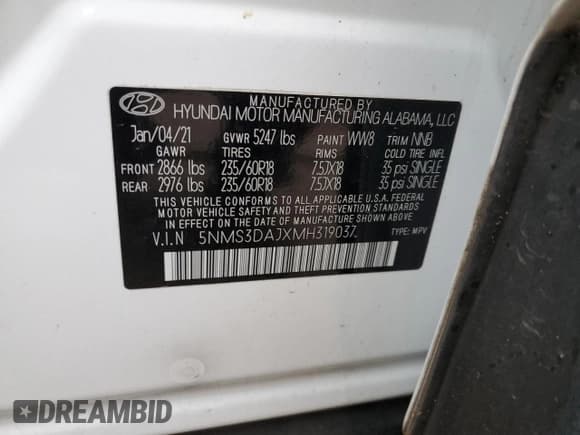 MANUFACTURED BY
HYUNDAI MOTOR MANUFACTURING ALABAMA, LLC
Jan/04/21 GVWR 5247 lbs PAINT WW8 TRIM NNB
GAWR TIRES RIMS COLD TIRE INFL.
FRONT 2866 lbs 235/60R18 7.5JX18 35 psi SINGLE
REAR 2976 lbs 235/60R18 7.5JX18 35 psi SINGLE
THIS VEHICLE CONFORMS TO ALL APPLICABLE U.S.A. FEDERAL
MOTOR VEHICLE SAFETY AND THEFT PREVENTION STANDARDS
IN EFFECT ON THE DATE OF MANUFACTURE SHOWN ABOVE.
V.I.N 5NMS3DAJXMH319037 TYPE: MPV
DREAMBID